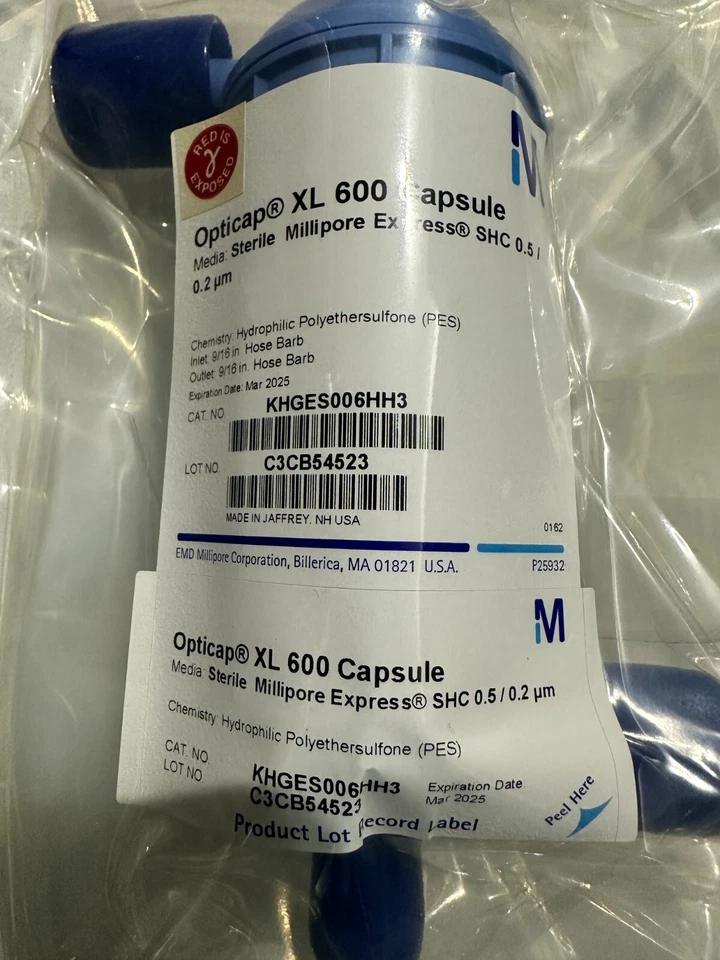 RED IS
γ
EXPOSED
M
Opticap® XL 600 Capsule
Media: Sterile Millipore Express® SHC 0.5 /
0.2 µm
Chemistry: Hydrophilic Polyethersulfone (PES)
Inlet: 9/16 in. Hose Barb
Outlet: 9/16 in. Hose Barb
Expiration Date: Mar 2025
CAT. NO. KHGES006HH3
LOT NO. C3CB54523
MADE IN JAFFREY. NH USA
0162
EMD Millipore Corporation, Billerica, MA 01821 U.S.A.
P25932
M
Opticap® XL 600 Capsule
Media: Sterile Millipore Express® SHC 0.5 / 0.2 µm
Chemistry: Hydrophilic Polyethersulfone (PES)
CAT. NO. KHGES006HH3
LOT NO. C3CB54523
Expiration Date
Mar 2025
Product Lot Record Label
Peel Here